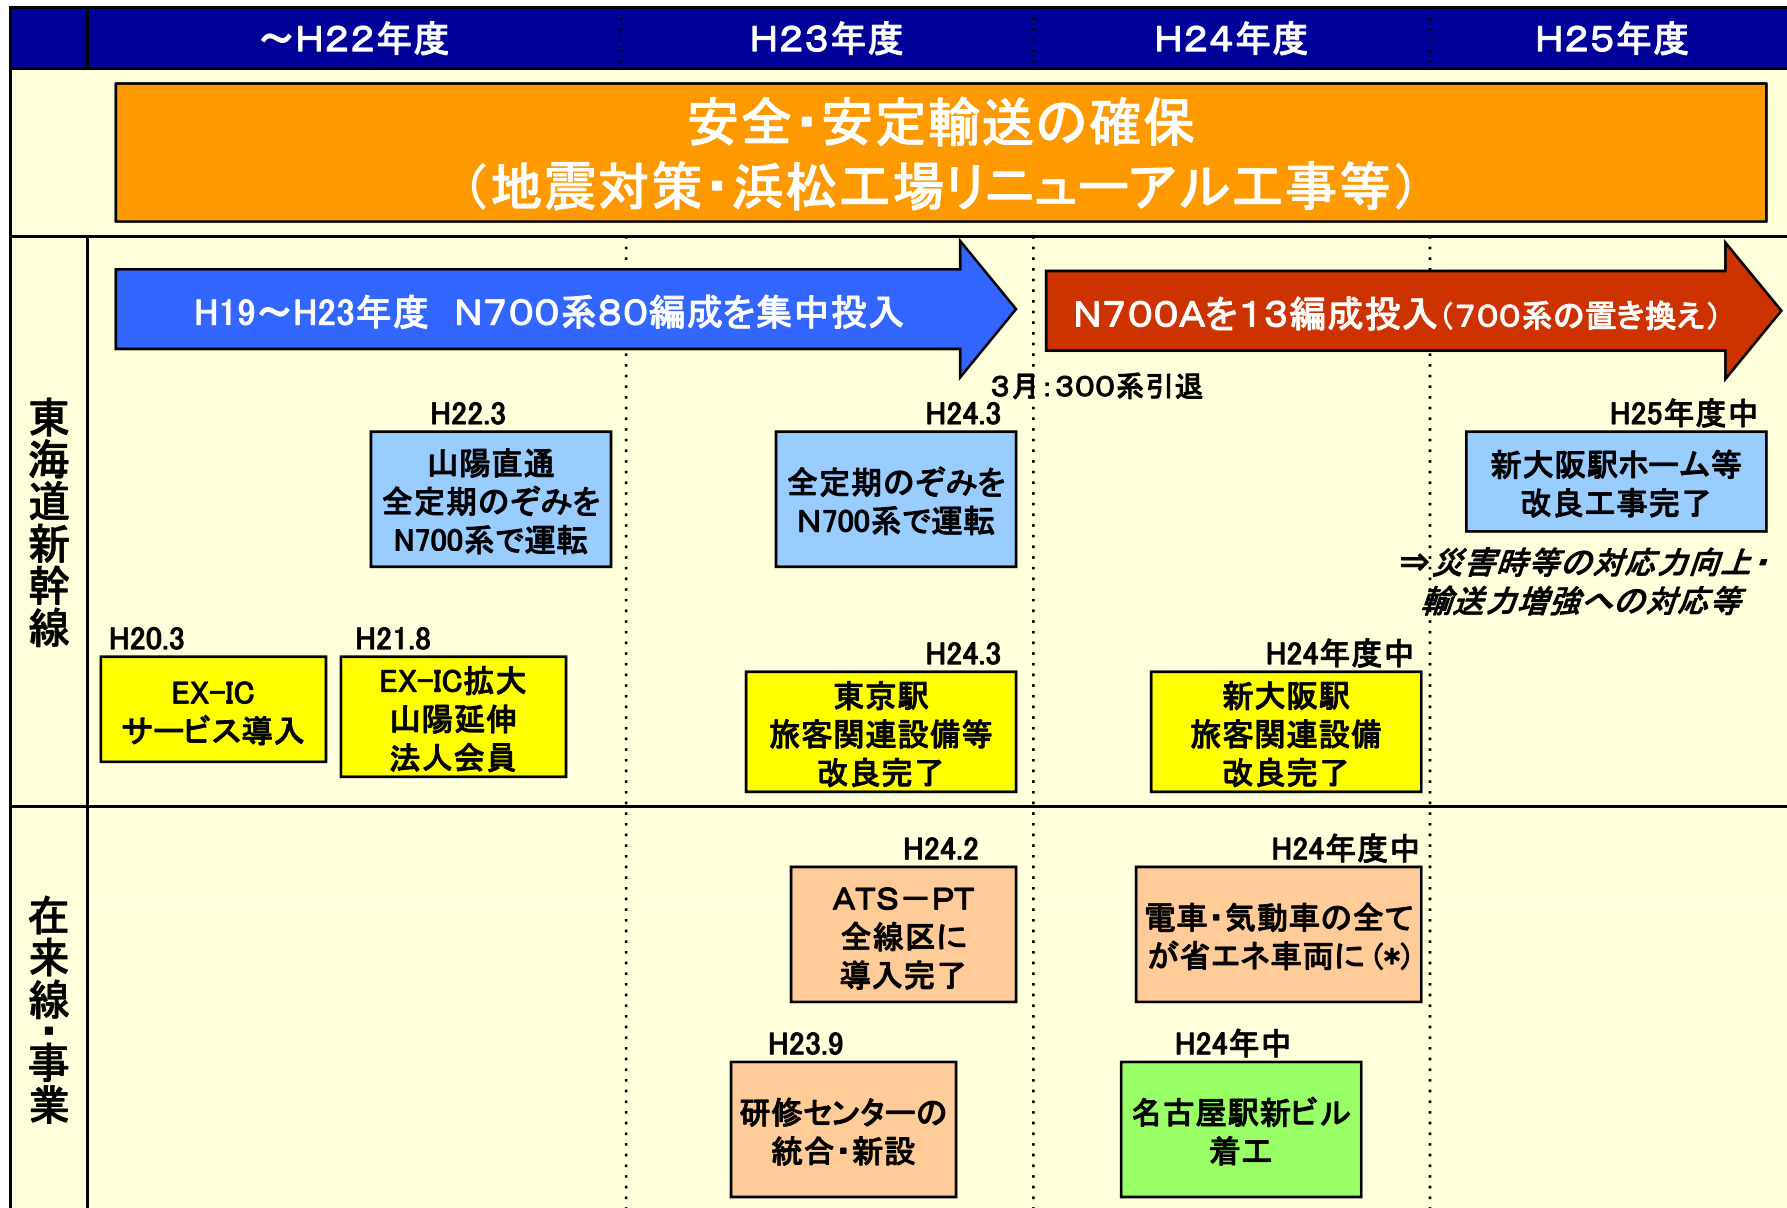 ～H22年度
H23年度
H24年度
H25年度
安全・安定輸送の確保
（地震対策・浜松工場リニューアル工事等）
東海道新幹線
H19～H23年度　N700系80編成を集中投入
N700Aを13編成投入（700系の置き換え）
3月：300系引退
H22.3
山陽直通
全定期のぞみを
N700系で運転
H24.3
全定期のぞみを
N700系で運転
H25年度中
新大阪駅ホーム等
改良工事完了
⇒災害時等の対応力向上・
輸送力増強への対応等
H20.3
EX-IC
サービス導入
H21.8
EX-IC拡大
山陽延伸
法人会員
H24.3
東京駅
旅客関連設備等
改良完了
H24年度中
新大阪駅
旅客関連設備
改良完了
在来線・事業
H24.2
ATS－PT
全線区に
導入完了
H24年度中
電車・気動車の全て
が省エネ車両に(*)
H23.9
研修センターの
統合・新設
H24年中
名古屋駅新ビル
着工